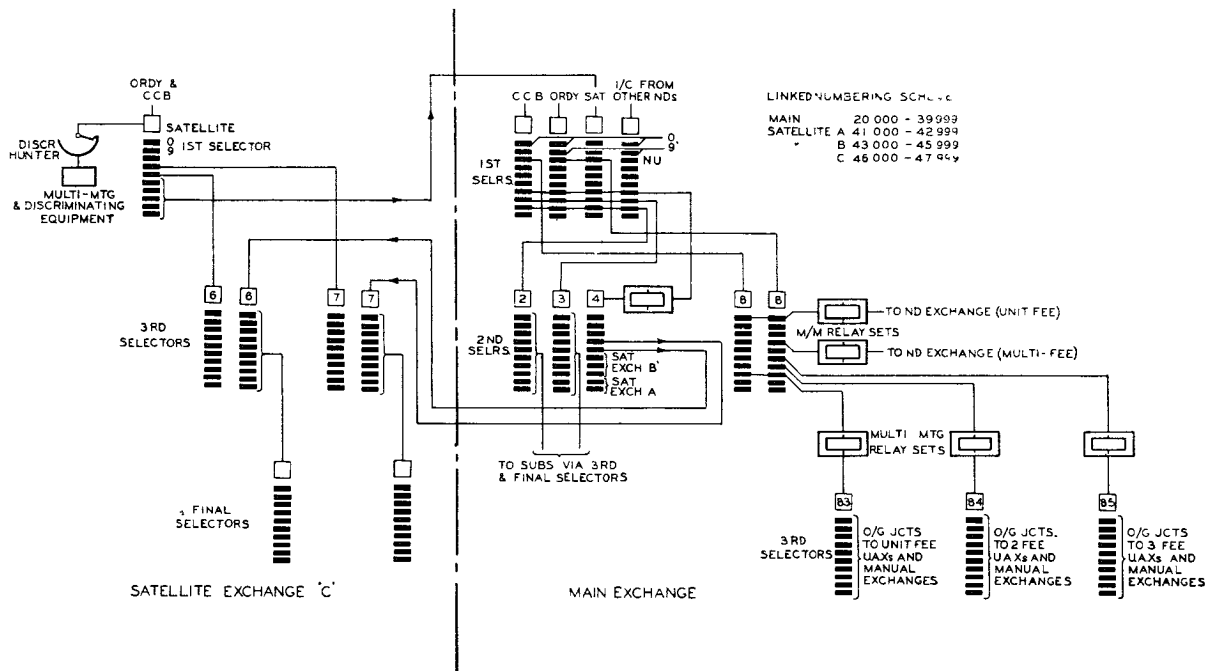 ORDY &
CCB
SATELLITE
1ST SELECTOR
0
9
DISCR
HUNTER
MULTI-MTG
& DISCRIMINATING
EQUIPMENT
CCB ORDY SAT
I/C FROM
OTHER NDs
0
9
NU
1ST
SELRS.
LINKED NUMBERING
MAIN 20 000 - 39999
SATELLITE A 41 000 - 42999
" B 43 000 - 45999
C 46 000
6
6
7
7
3RD
SELECTORS
2
3
4
8
8
2ND
SELRS.
SAT
EXCH B'
SAT
EXCH A
TO ND EXCHANGE (UNIT FEE)
M/M RELAY SETS
TO ND EXCHANGE (MULTI-FEE)
MULTI MTG
RELAY SETS
TO SUBS VIA 3RD
& FINAL SELECTORS
FINAL
SELECTORS
83
84
85
3RD
SELECTORS
O/G JCTS
TO UNIT FEE
UAXs AND
MANUAL
EXCHANGES
O/G JCTS.
TO 2 FEE
UAXs AND
MANUAL
EXCHANGES
O/G JCTS
TO 3 FEE
UAXs AND
MANUAL
EXCHANGES
SATELLITE EXCHANGE 'C'
MAIN EXCHANGE